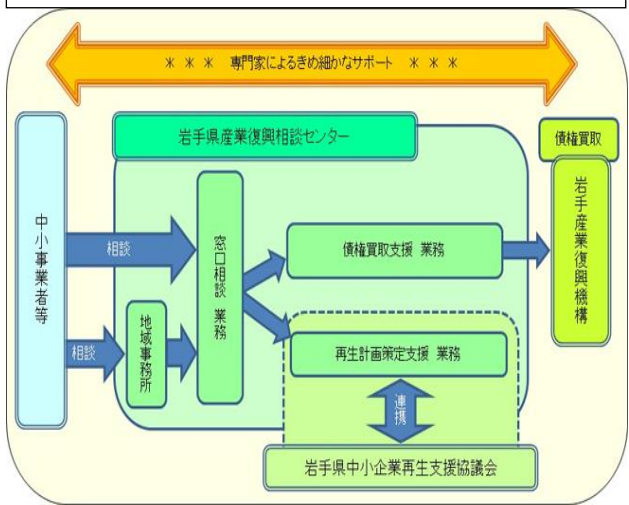 ＊ ＊ ＊ 専門家によるきめ細かなサポート ＊ ＊ ＊
岩手県産業復興相談センター
債権買取
中小事業者等
相談
窓口相談 業務
債権買取支援 業務
岩手産業復興機構
相談
地域事務所
再生計画策定支援 業務
連携
岩手県中小企業再生支援協議会